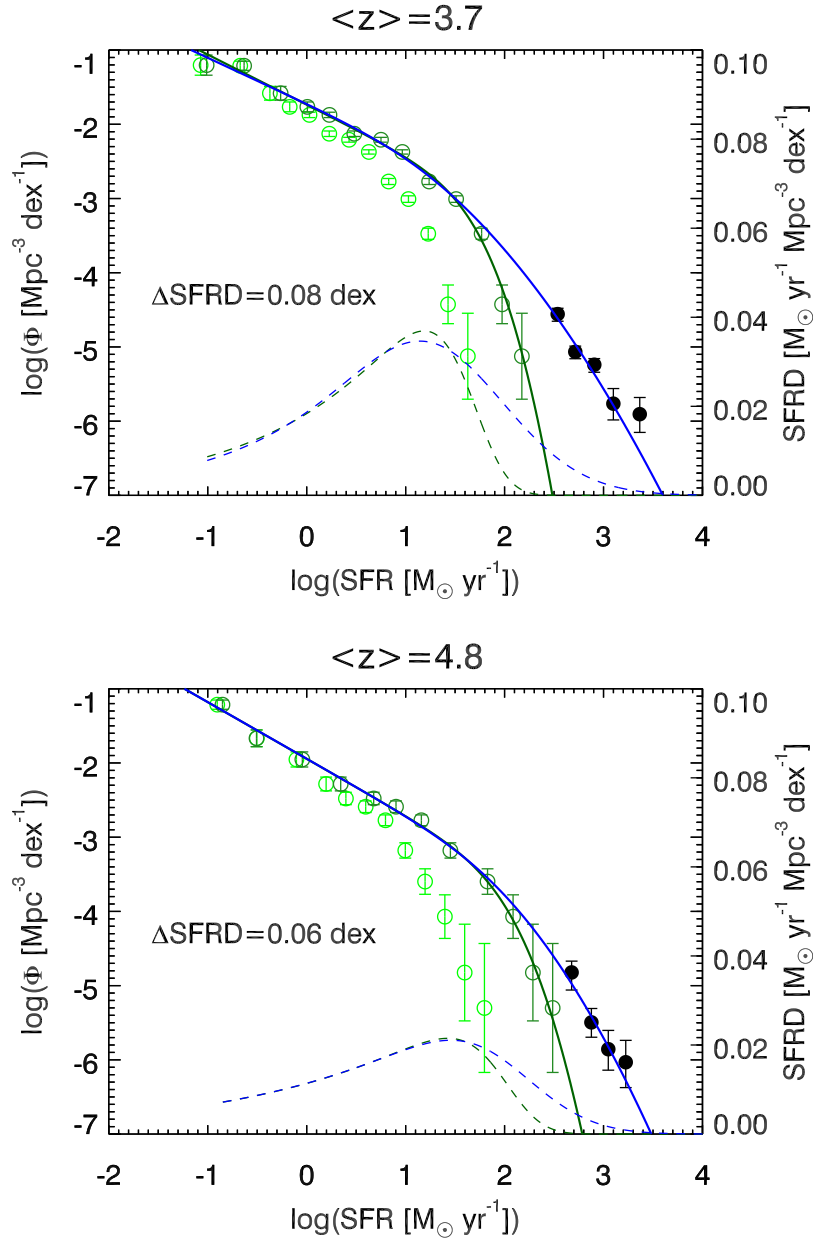 <z>=3.7
-1
-2
-3
-4
-5
-6
-7
log(Φ [Mpc⁻³ dex⁻¹])
ΔSFRD=0.08 dex
0.10
0.08
0.06
0.04
0.02
0.00
SFRD [M⊙ yr⁻¹ Mpc⁻³ dex⁻¹]
-2 -1 0 1 2 3 4
log(SFR [M⊙ yr⁻¹])
<z>=4.8
-1
-2
-3
-4
-5
-6
-7
log(Φ [Mpc⁻³ dex⁻¹])
ΔSFRD=0.06 dex
0.10
0.08
0.06
0.04
0.02
0.00
SFRD [M⊙ yr⁻¹ Mpc⁻³ dex⁻¹]
-2 -1 0 1 2 3 4
log(SFR [M⊙ yr⁻¹])